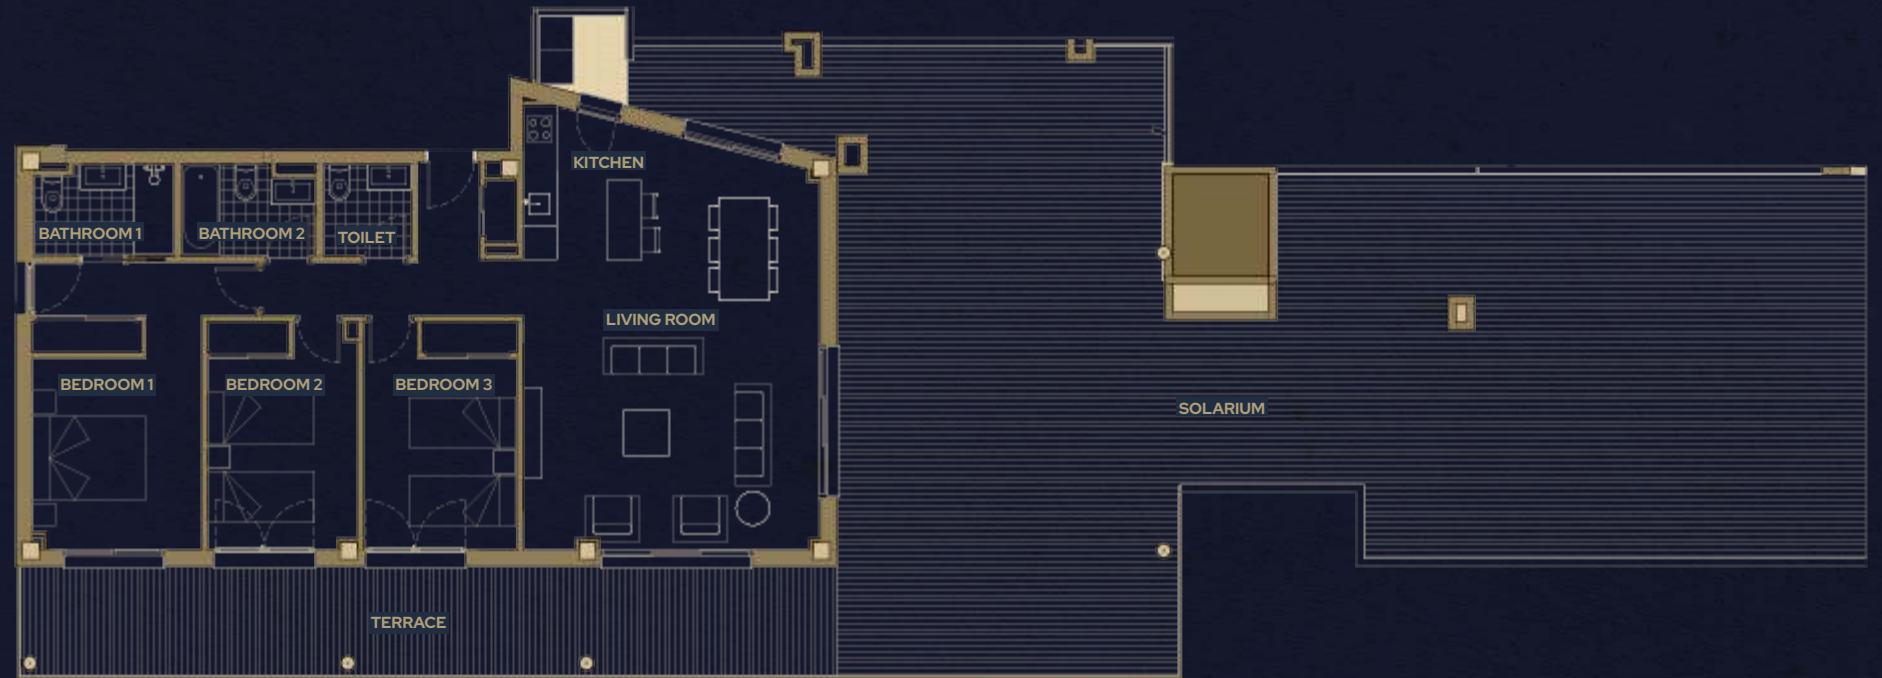 KITCHEN
BATHROOM 1
BATHROOM 2
TOILET
LIVING ROOM
BEDROOM 1
BEDROOM 2
BEDROOM 3
SOLARIUM
TERRACE